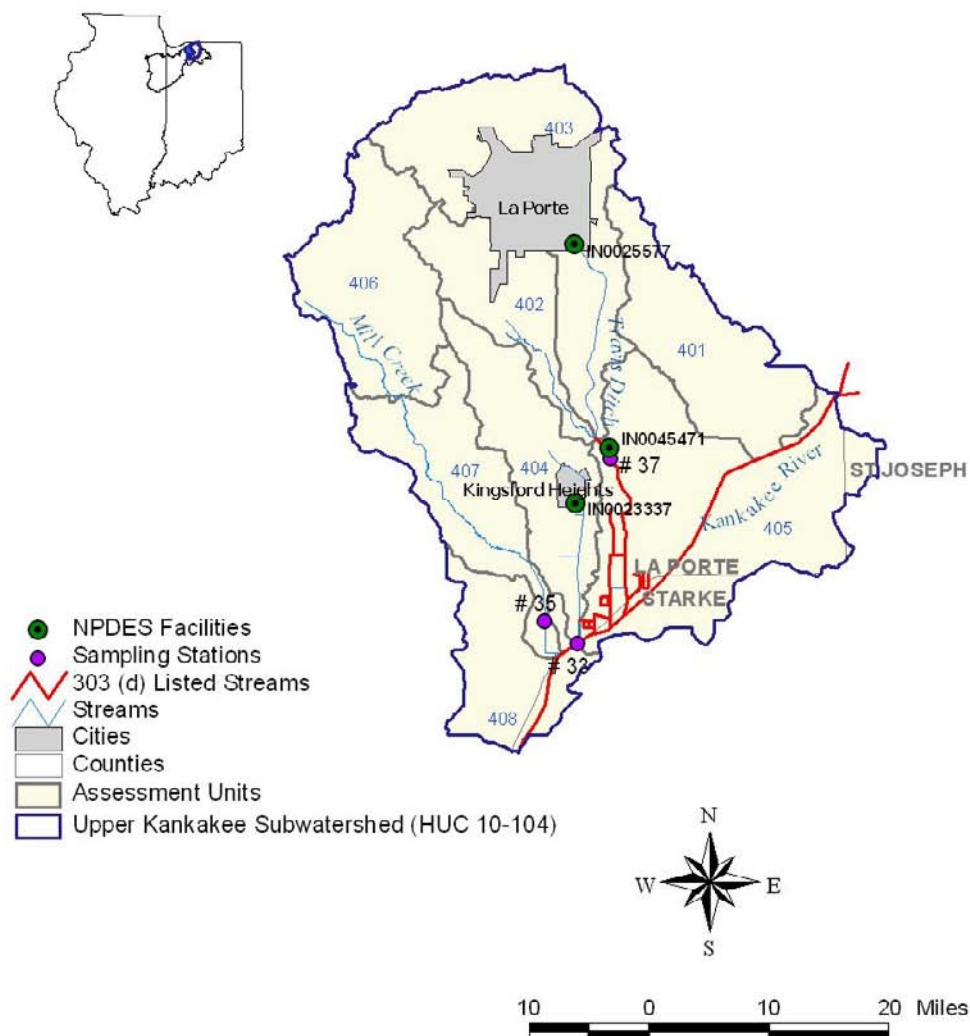 403
La Porte
IN0025577
406
402
Mill Creek
Travis Ditch
401
IN0045471
# 37
ST JOSEPH
407
404
Kingsford Heights
IN0023337
Kankakee River
405
LA PORTE
STARKE
# 35
# 33
408
NPDES Facilities
Sampling Stations
303 (d) Listed Streams
Streams
Cities
Counties
Assessment Units
Upper Kankakee Subwatershed (HUC 10-104)
N
W E
S
10 0 10 20 Miles